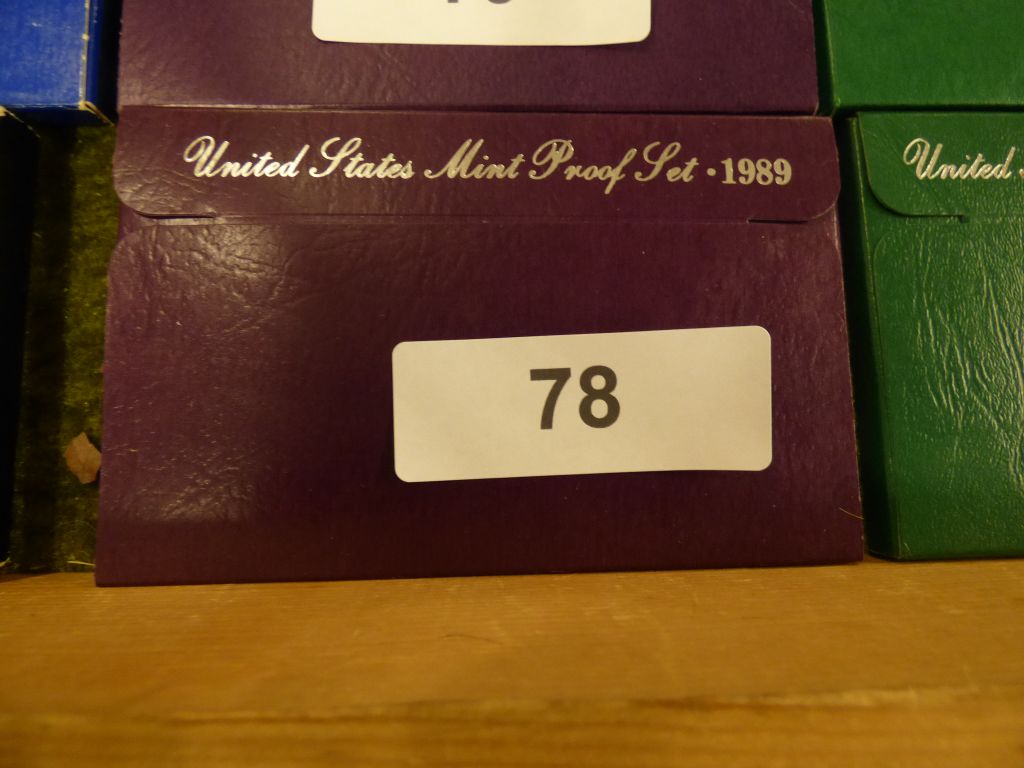 United States Mint Proof Set · 1989
United
78